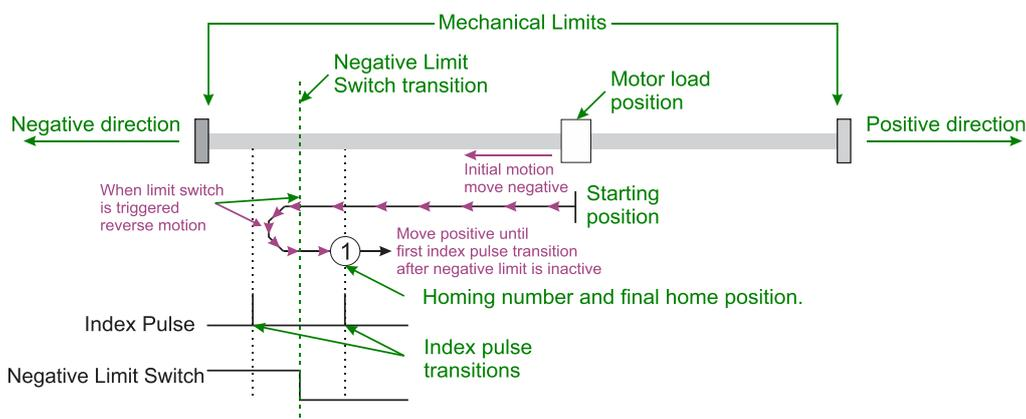 Mechanical Limits
Negative Limit
Switch transition
Motor load
position
Negative direction
Positive direction
Initial motion
move negative
When limit switch
is triggered
reverse motion
Starting
position
Move positive until
first index pulse transition
after negative limit is inactive
1
Homing number and final home position.
Index Pulse
Index pulse
transitions
Negative Limit Switch